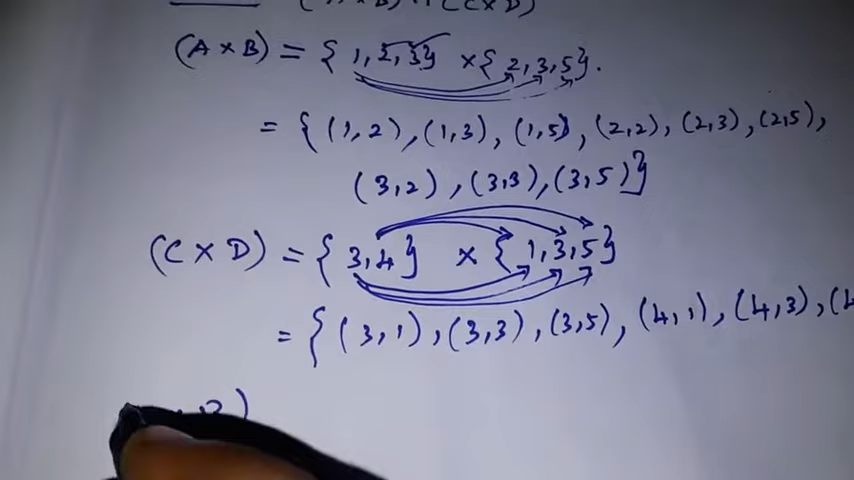 (A × B) ∩ (C × D)
(A × B) = { 1, 2, 3} × { 2, 3, 5}.
= { (1, 2), (1, 3), (1, 5), (2, 2), (2, 3), (2, 5),
(3, 2), (3, 3), (3, 5)}
(C × D) = { 3, 4} × { 1, 3, 5}
= { (3, 1), (3, 3), (3, 5), (4, 1), (4, 3), (4
B)